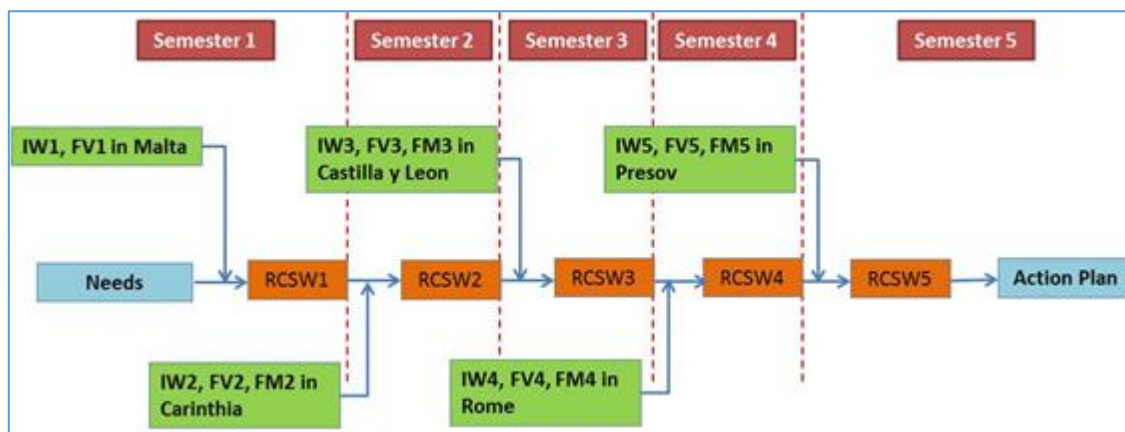 Semester 1
Semester 2
Semester 3
Semester 4
Semester 5
IW1, FV1 in Malta
IW3, FV3, FM3 in
Castilla y Leon
IW5, FV5, FM5 in
Presov
Needs
RCSW1
RCSW2
RCSW3
RCSW4
RCSW5
Action Plan
IW2, FV2, FM2 in
Carinthia
IW4, FV4, FM4 in
Rome